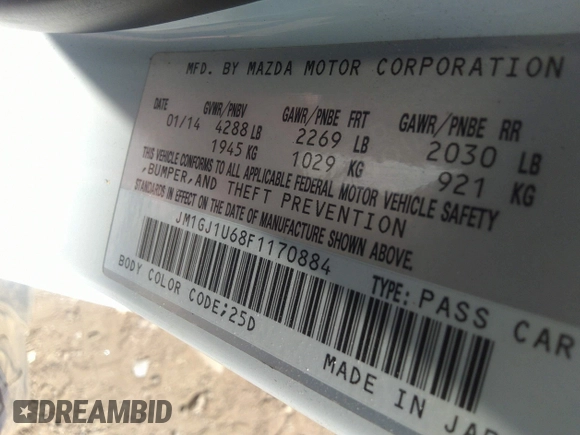 MFD. BY MAZDA MOTOR CORPORATION
DATE GVWR/PNBV GAWR/PNBE FRT GAWR/PNBE RR
01/14 4288 LB 2269 LB 2030 LB
1945 KG 1029 KG 921 KG
THIS VEHICLE CONFORMS TO ALL APPLICABLE FEDERAL MOTOR VEHICLE SAFETY
,BUMPER,AND THEFT PREVENTION
STANDARDS IN EFFECT ON THE DATE OF MANUFACTURE SHOWN ABOVE.
JM1GJ1U68F1170884 TYPE: PASS CAR
BODY COLOR CODE;25D
MADE IN JAP
DREAMBID